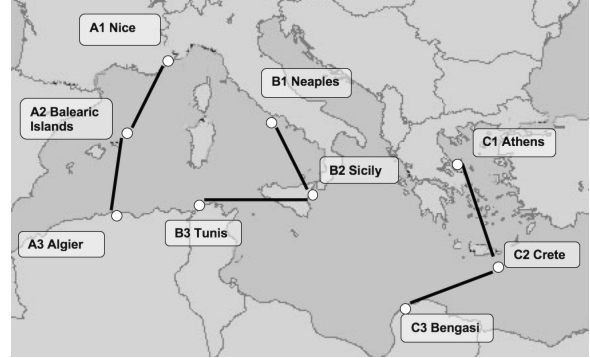 A1 Nice
B1 Neaples
A2 Balearic
Islands
C1 Athens
B2 Sicily
B3 Tunis
A3 Algier
C2 Crete
C3 Bengasi